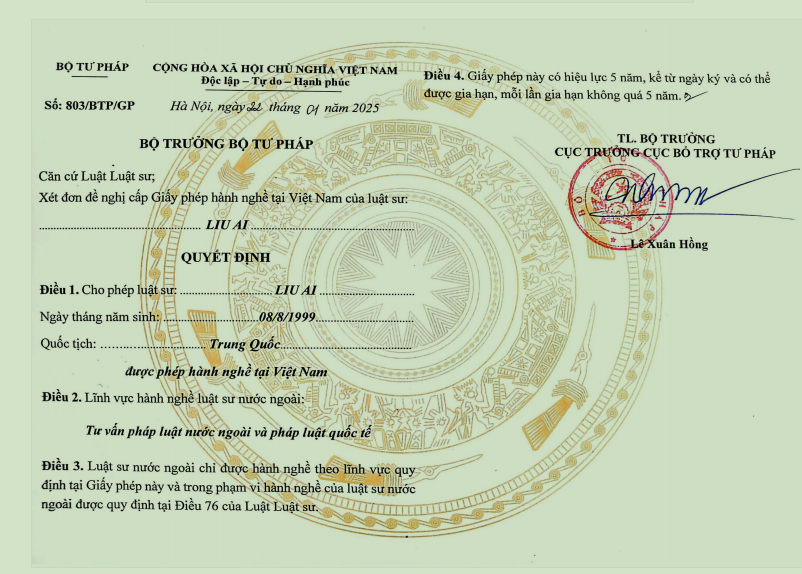 BỘ TƯ PHÁP
CỘNG HÒA XÃ HỘI CHỦ NGHĨA VIỆT NAM
Độc lập – Tự do – Hạnh phúc
Số: 803/BTP/GP
Hà Nội, ngày 22 tháng 01 năm 2025
BỘ TRƯỞNG BỘ TƯ PHÁP
Căn cứ Luật Luật sư;
Xét đơn đề nghị cấp Giấy phép hành nghề tại Việt Nam của luật sư:
LIU AI
QUYẾT ĐỊNH
Điều 1. Cho phép luật sư: LIU AI
Ngày tháng năm sinh: 08/8/1999
Quốc tịch: Trung Quốc
được phép hành nghề tại Việt Nam
Điều 2. Lĩnh vực hành nghề luật sư nước ngoài:
Tư vấn pháp luật nước ngoài và pháp luật quốc tế
Điều 3. Luật sư nước ngoài chỉ được hành nghề theo lĩnh vực quy
định tại Giấy phép này và trong phạm vi hành nghề của luật sư nước
ngoài được quy định tại Điều 76 của Luật Luật sư.
Điều 4. Giấy phép này có hiệu lực 5 năm, kể từ ngày ký và có thể
được gia hạn, mỗi lần gia hạn không quá 5 năm.
TL. BỘ TRƯỞNG
CỤC TRƯỞNG CỤC BỔ TRỢ TƯ PHÁP
Lê Xuân Hồng